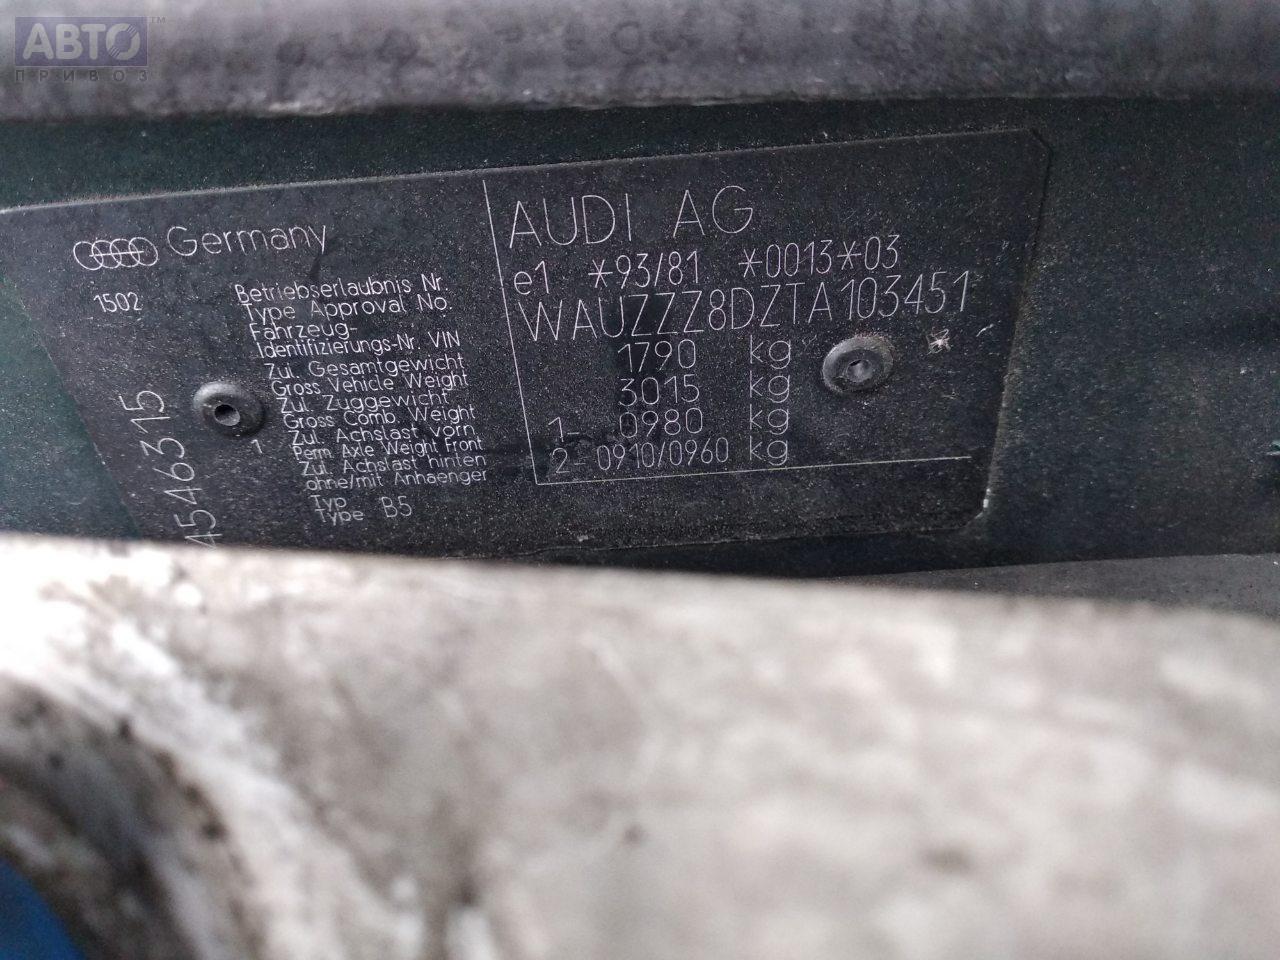 АВТО™
ПРИВОЗ
Germany
1502
Betriebserlaubnis Nr.
Type Approval No.
Fahrzeug-
Identifizierungs-Nr. VIN
Zul. Gesamtgewicht
Gross Vehicle Weight
Zul. Zuggewicht
Gross Comb. Weight
1 Zul. Achslast vorn
Perm. Axle Weight Front
Zul. Achslast hinten
ohne/mit Anhaenger
Typ
Type B5
AUDI AG
e1 *93/81 *0013*03
WAUZZZ8DZTA103451
1790 kg
3015 kg
1- 0980 kg
2- 0910/0960 kg
4546315